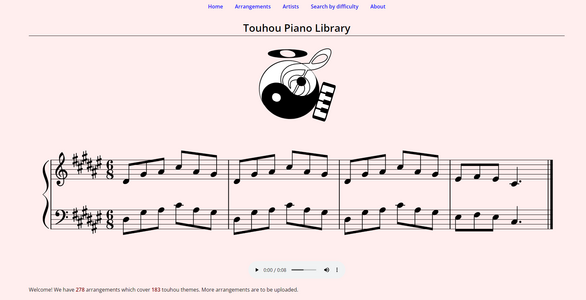 Home Arrangements Artists Search by difficulty About
Touhou Piano Library
0:00 / 0:08
Welcome! We have 278 arrangements which cover 183 touhou themes. More arrangements are to be uploaded.